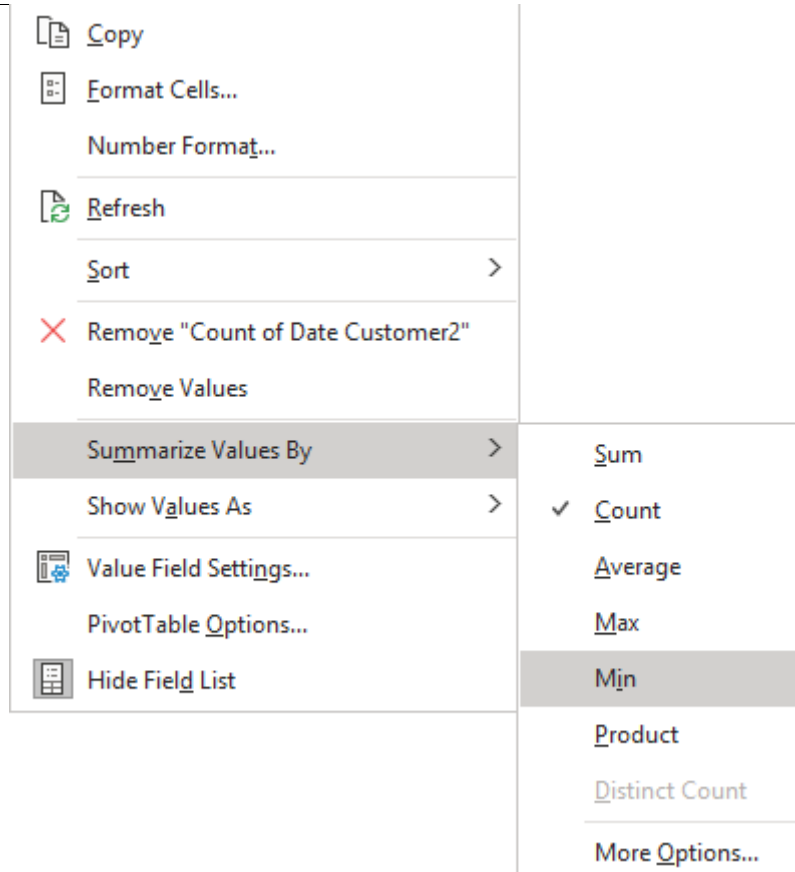 Copy
Format Cells...
Number Format...
Refresh
Sort
Remove "Count of Date Customer2"
Remove Values
Summarize Values By
Show Values As
Value Field Settings...
PivotTable Options...
Hide Field List
Sum
Count
Average
Max
Min
Product
Distinct Count
More Options...